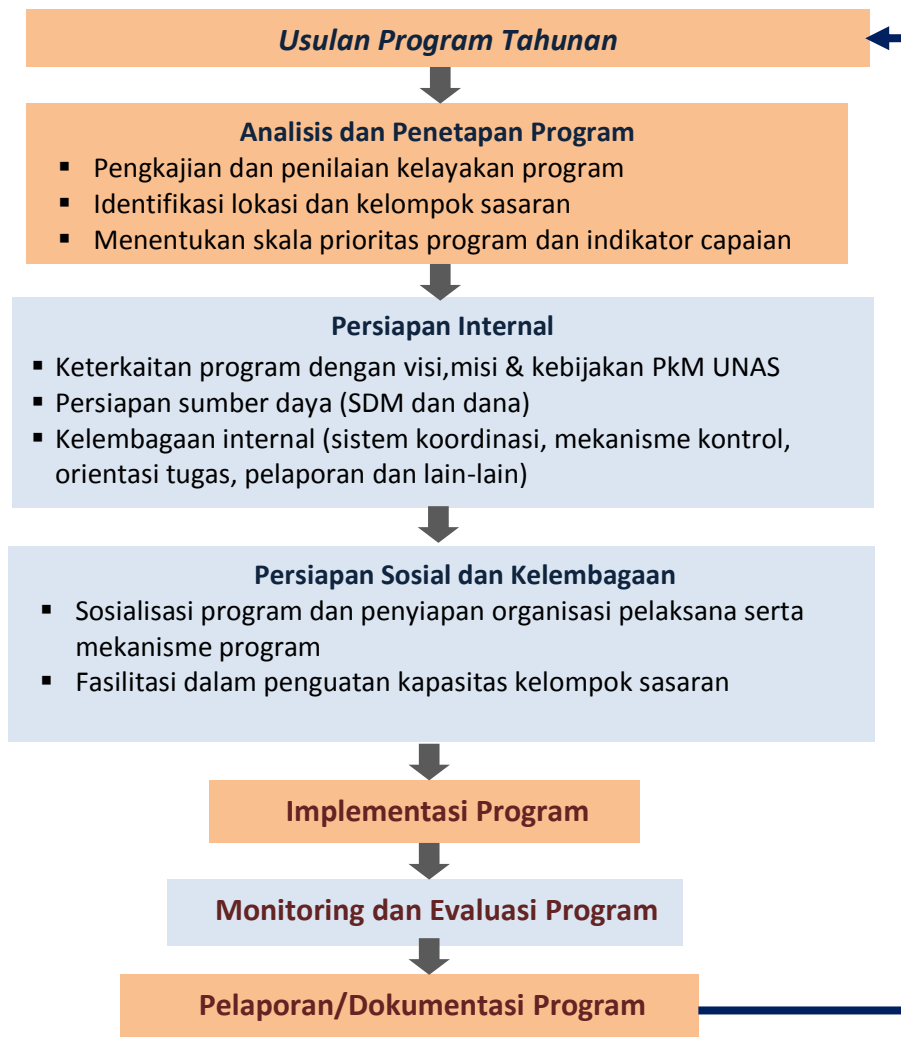 Usulan Program Tahunan
Analisis dan Penetapan Program
▪ Pengkajian dan penilaian kelayakan program
▪ Identifikasi lokasi dan kelompok sasaran
▪ Menentukan skala prioritas program dan indikator capaian
Persiapan Internal
▪ Keterkaitan program dengan visi,misi & kebijakan PkM UNAS
▪ Persiapan sumber daya (SDM dan dana)
▪ Kelembagaan internal (sistem koordinasi, mekanisme kontrol,
orientasi tugas, pelaporan dan lain-lain)
Persiapan Sosial dan Kelembagaan
▪ Sosialisasi program dan penyiapan organisasi pelaksana serta
mekanisme program
▪ Fasilitasi dalam penguatan kapasitas kelompok sasaran
Implementasi Program
Monitoring dan Evaluasi Program
Pelaporan/Dokumentasi Program